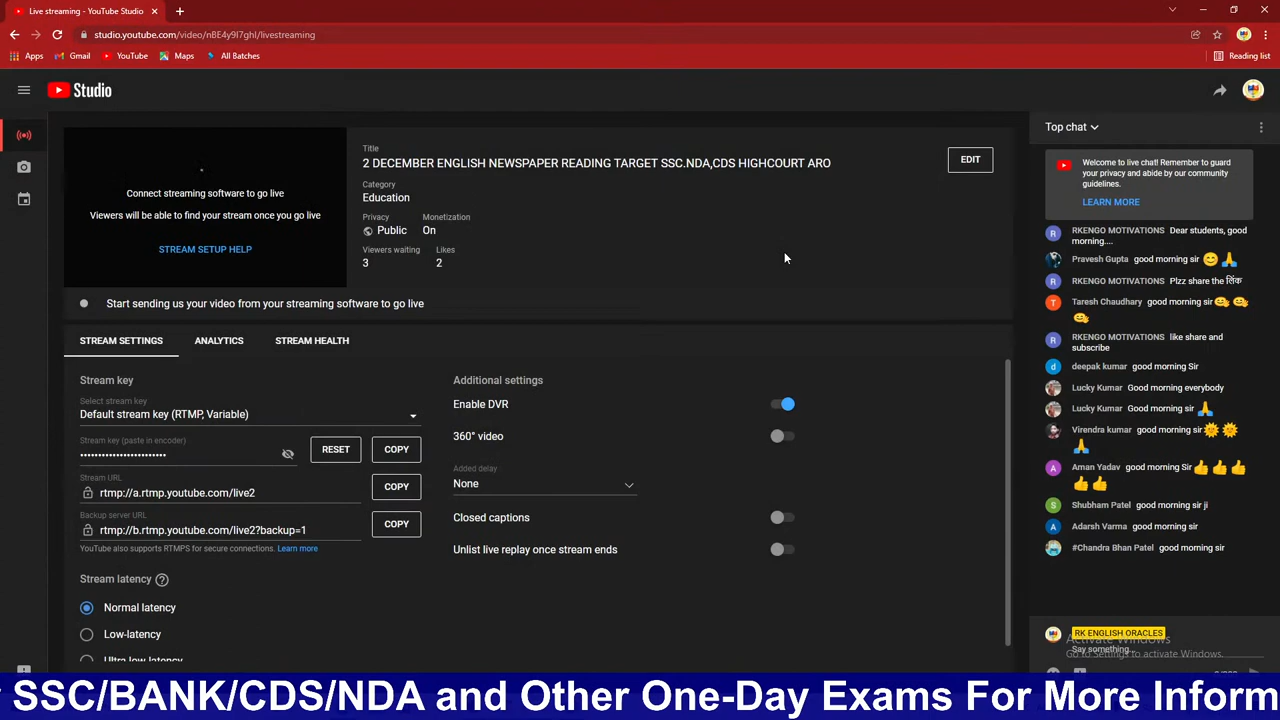 Live streaming - YouTube Studio
studio.youtube.com/video/nBE4y9l7ghI/livestreaming
Apps
Gmail
YouTube
Maps
All Batches
Reading list
Studio
Connect streaming software to go live
Viewers will be able to find your stream once you go live
STREAM SETUP HELP
Title
2 DECEMBER ENGLISH NEWSPAPER READING TARGET SSC.NDA,CDS HIGHCOURT ARO
EDIT
Category
Education
Privacy
Monetization
Public
On
Viewers waiting
Likes
3
2
Start sending us your video from your streaming software to go live
STREAM SETTINGS
ANALYTICS
STREAM HEALTH
Stream key
Select stream key
Default stream key (RTMP, Variable)
Stream key (paste in encoder)
RESET
COPY
Stream URL
rtmp://a.rtmp.youtube.com/live2
COPY
Backup server URL
rtmp://b.rtmp.youtube.com/live2?backup=1
COPY
YouTube also supports RTMPS for secure connections. Learn more
Stream latency
Normal latency
Low-latency
Ultra low-latency
Additional settings
Enable DVR
360° video
Added delay
None
Closed captions
Unlist live replay once stream ends
Top chat
Welcome to live chat! Remember to guard
your privacy and abide by our community
guidelines.
LEARN MORE
RKENGO MOTIVATIONS Dear students, good
morning....
Pravesh Gupta good morning sir 😊 🙏
RKENGO MOTIVATIONS Plzz share the लिंक
Taresh Chaudhary good morning sir
RKENGO MOTIVATIONS like share and
subscribe
deepak kumar good morning Sir
Lucky Kumar Good morning everybody
Lucky Kumar Good morning sir 🙏
Virendra kumar good morning sir 🌞 🌞
🙏
Aman Yadav good morning Sir 👍 👍 👍
👍 👍
Shubham Patel good morning sir ji
Adarsh Varma good morning sir
#Chandra Bhan Patel good morning sir
RK ENGLISH ORACLES
Say something...
Activate Windows
Go to Settings to activate Windows.
SSC/BANK/CDS/NDA and Other One-Day Exams For More Inform